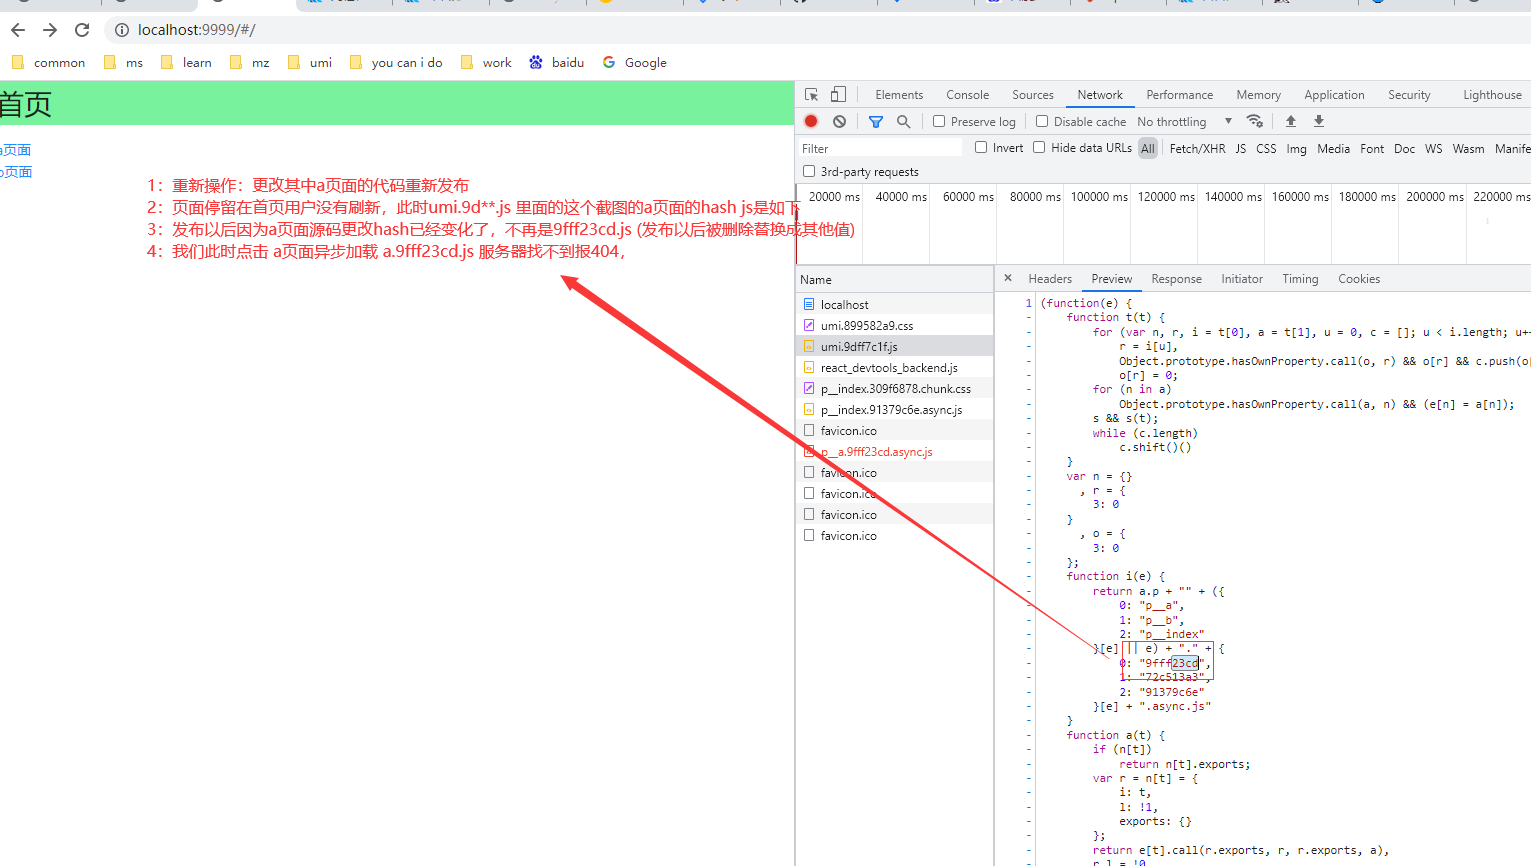 localhost:9999/#/
common ms learn mz umi you can i do work baidu Google
首页
a页面
b页面
1：重新操作：更改其中a页面的代码重新发布
2：页面停留在首页用户没有刷新，此时umi.9d**.js 里面的这个截图的a页面的hash js是如下
3：发布以后因为a页面源码更改hash已经变化了，不再是9fff23cd.js (发布以后被删除替换成其他值)
4：我们此时点击 a页面异步加载 a.9fff23cd.js 服务器找不到报404，
Elements Console Sources Network Performance Memory Application Security Lighthouse
Preserve log Disable cache No throttling
Filter Invert Hide data URLs All Fetch/XHR JS CSS Img Media Font Doc WS Wasm Manife
3rd-party requests
20000 ms 40000 ms 60000 ms 80000 ms 100000 ms 120000 ms 140000 ms 160000 ms 180000 ms 200000 ms 220000 ms
Name
localhost
umi.899582a9.css
umi.9dff7c1f.js
react_devtools_backend.js
p__index.309f6878.chunk.css
p__index.91379c6e.async.js
favicon.ico
p__a.9fff23cd.async.js
favicon.ico
favicon.ico
favicon.ico
favicon.ico
× Headers Preview Response Initiator Timing Cookies
1 (function(e) {
- function t(t) {
- for (var n, r, i = t[0], a = t[1], u = 0, c = []; u < i.length; u+
- r = i[u],
- Object.prototype.hasOwnProperty.call(o, r) && o[r] && c.push(o[
- o[r] = 0;
- for (n in a)
- Object.prototype.hasOwnProperty.call(a, n) && (e[n] = a[n]);
- s && s(t);
- while (c.length)
- c.shift()()
- }
- var n = {}
- , r = {
- 3: 0
- }
- , o = {
- 3: 0
- };
- function i(e) {
- return a.p + "" + ({
- 0: "p__a",
- 1: "p__b",
- 2: "p__index"
- }[e] || e) + "." + {
- 0: "9fff23cd",
- 1: "72c513a3",
- 2: "91379c6e"
- }[e] + ".async.js"
- }
- function a(t) {
- if (n[t])
- return n[t].exports;
- var r = n[t] = {
- i: t,
- l: !1,
- exports: {}
- };
- return e[t].call(r.exports, r, r.exports, a),
- r.l = !0